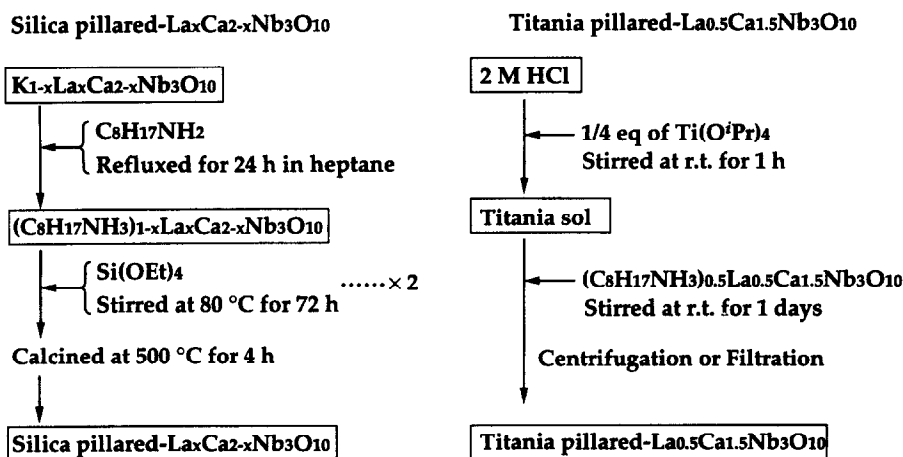 Silica pillared-LaxCa2-xNb3O10
K1-xLaxCa2-xNb3O10
C8H17NH2
Refluxed for 24 h in heptane
(C8H17NH3)1-xLaxCa2-xNb3O10
Si(OEt)4
Stirred at 80 °C for 72 h
......× 2
Calcined at 500 °C for 4 h
Silica pillared-LaxCa2-xNb3O10
Titania pillared-La0.5Ca1.5Nb3O10
2 M HCl
1/4 eq of Ti(OiPr)4
Stirred at r.t. for 1 h
Titania sol
(C8H17NH3)0.5La0.5Ca1.5Nb3O10
Stirred at r.t. for 1 days
Centrifugation or Filtration
Titania pillared-La0.5Ca1.5Nb3O10